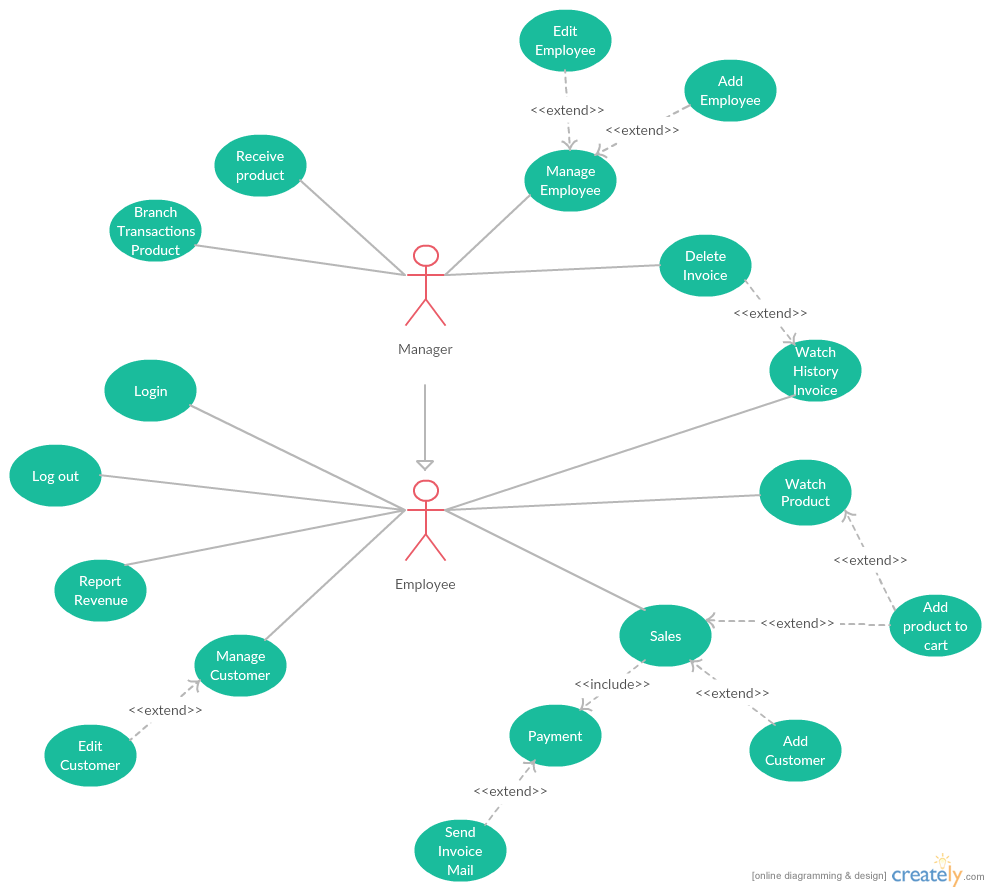 Edit
Employee
Add
Employee
<<extend>>
<<extend>>
Receive
product
Manage
Employee
Branch
Transactions
Product
Delete
Invoice
<<extend>>
Manager
Watch
History
Invoice
Login
Log out
Watch
Product
<<extend>>
Employee
Report
Revenue
Add
product to
cart
<<extend>>
Sales
Manage
Customer
<<include>>
<<extend>>
<<extend>>
Payment
Edit
Customer
Add
Customer
<<extend>>
Send
Invoice
Mail
[online diagramming & design] creately.com